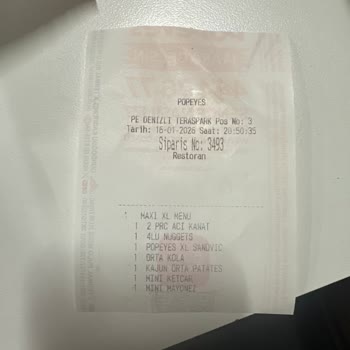 POPEYES
PE DENIZLI TERASPARK Pos No: 3
Tarih: 16-01-2026 Saat: 20:50:35
Siparis No: 3493
Restoran
1 MAXI XL MENU
1 2 PRC ACI KANAT
1 4LU NUGGETS
1 POPEYES XL SANDVIC
1 ORTA KOLA
1 KAJUN ORTA PATATES
1 MINI KETCAP
1 MINI MAYONEZ